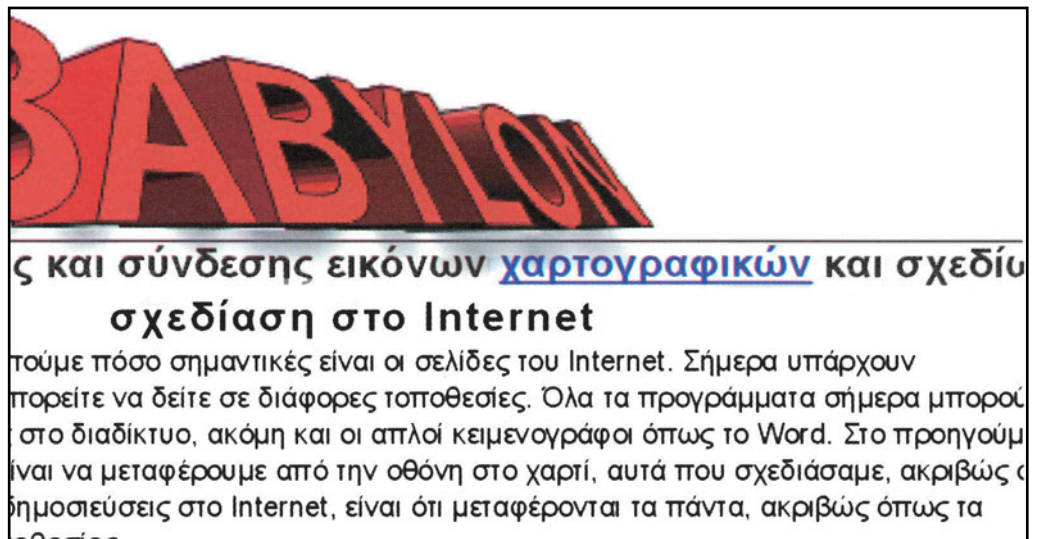 BABYLON
ς και σύνδεσης εικόνων χαρτογραφικών και σχεδίω
σχεδίαση στο Internet
πούμε πόσο σημαντικές είναι οι σελίδες του Internet. Σήμερα υπάρχουν
πορείτε να δείτε σε διάφορες τοποθεσίες. Όλα τα προγράμματα σήμερα μπορού
στο διαδίκτυο, ακόμη και οι απλοί κειμενογράφοι όπως το Word. Στο προηγούμ
ίναι να μεταφέρουμε από την οθόνη στο χαρτί, αυτά που σχεδιάσαμε, ακριβώς
δημοσιεύσεις στο Internet, είναι ότι μεταφέρονται τα πάντα, ακριβώς όπως τα